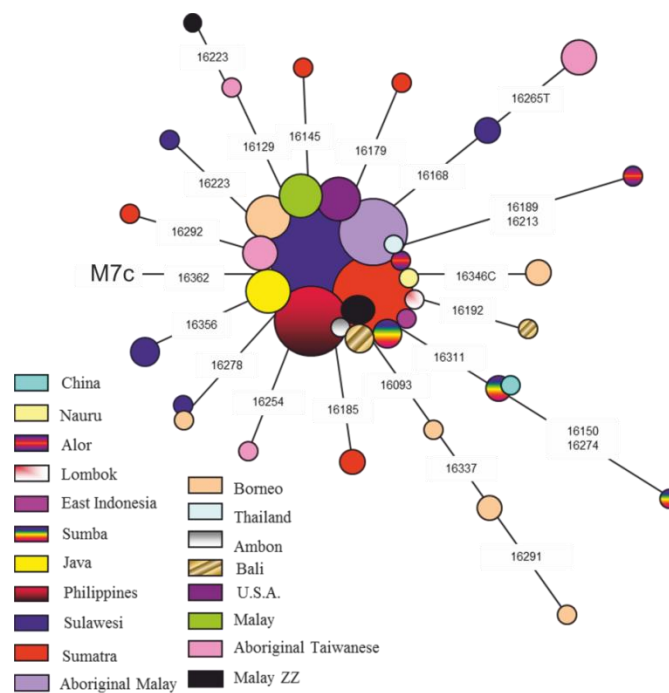 16223
16265T
16145
16179
16129
16168
16223
16189
16213
16292
M7c
16362
16346C
16192
16356
16311
16278
16093
16254
16185
16150
16274
16337
16291
China
Nauru
Alor
Lombok
East Indonesia
Sumba
Java
Philippines
Sulawesi
Sumatra
Aboriginal Malay
Borneo
Thailand
Ambon
Bali
U.S.A.
Malay
Aboriginal Taiwanese
Malay ZZ